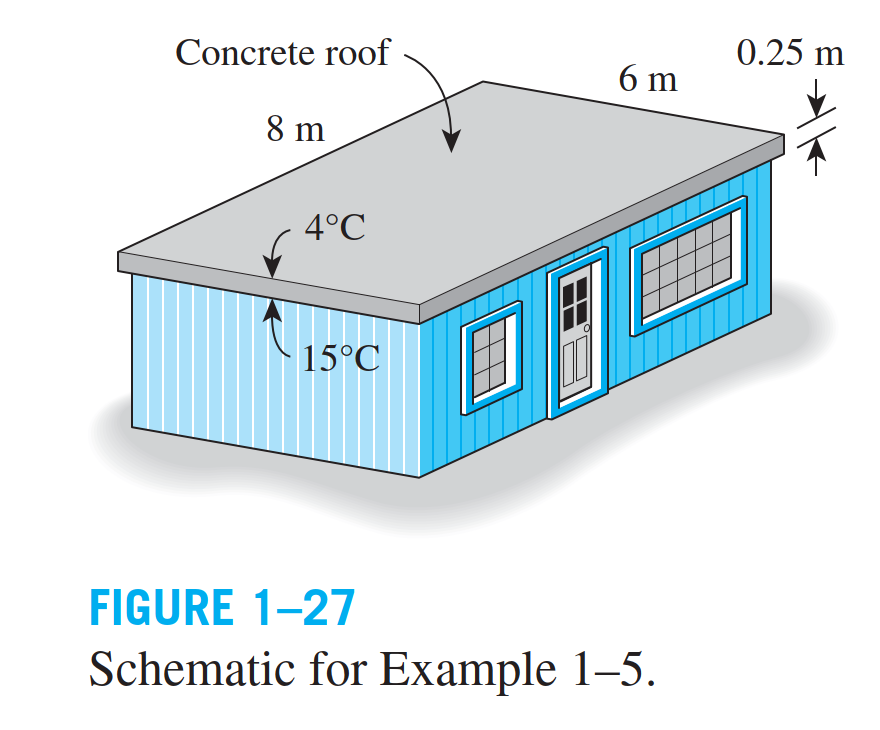 Concrete roof
6 m
0.25 m
8 m
4°C
15°C
FIGURE 1–27
Schematic for Example 1–5.